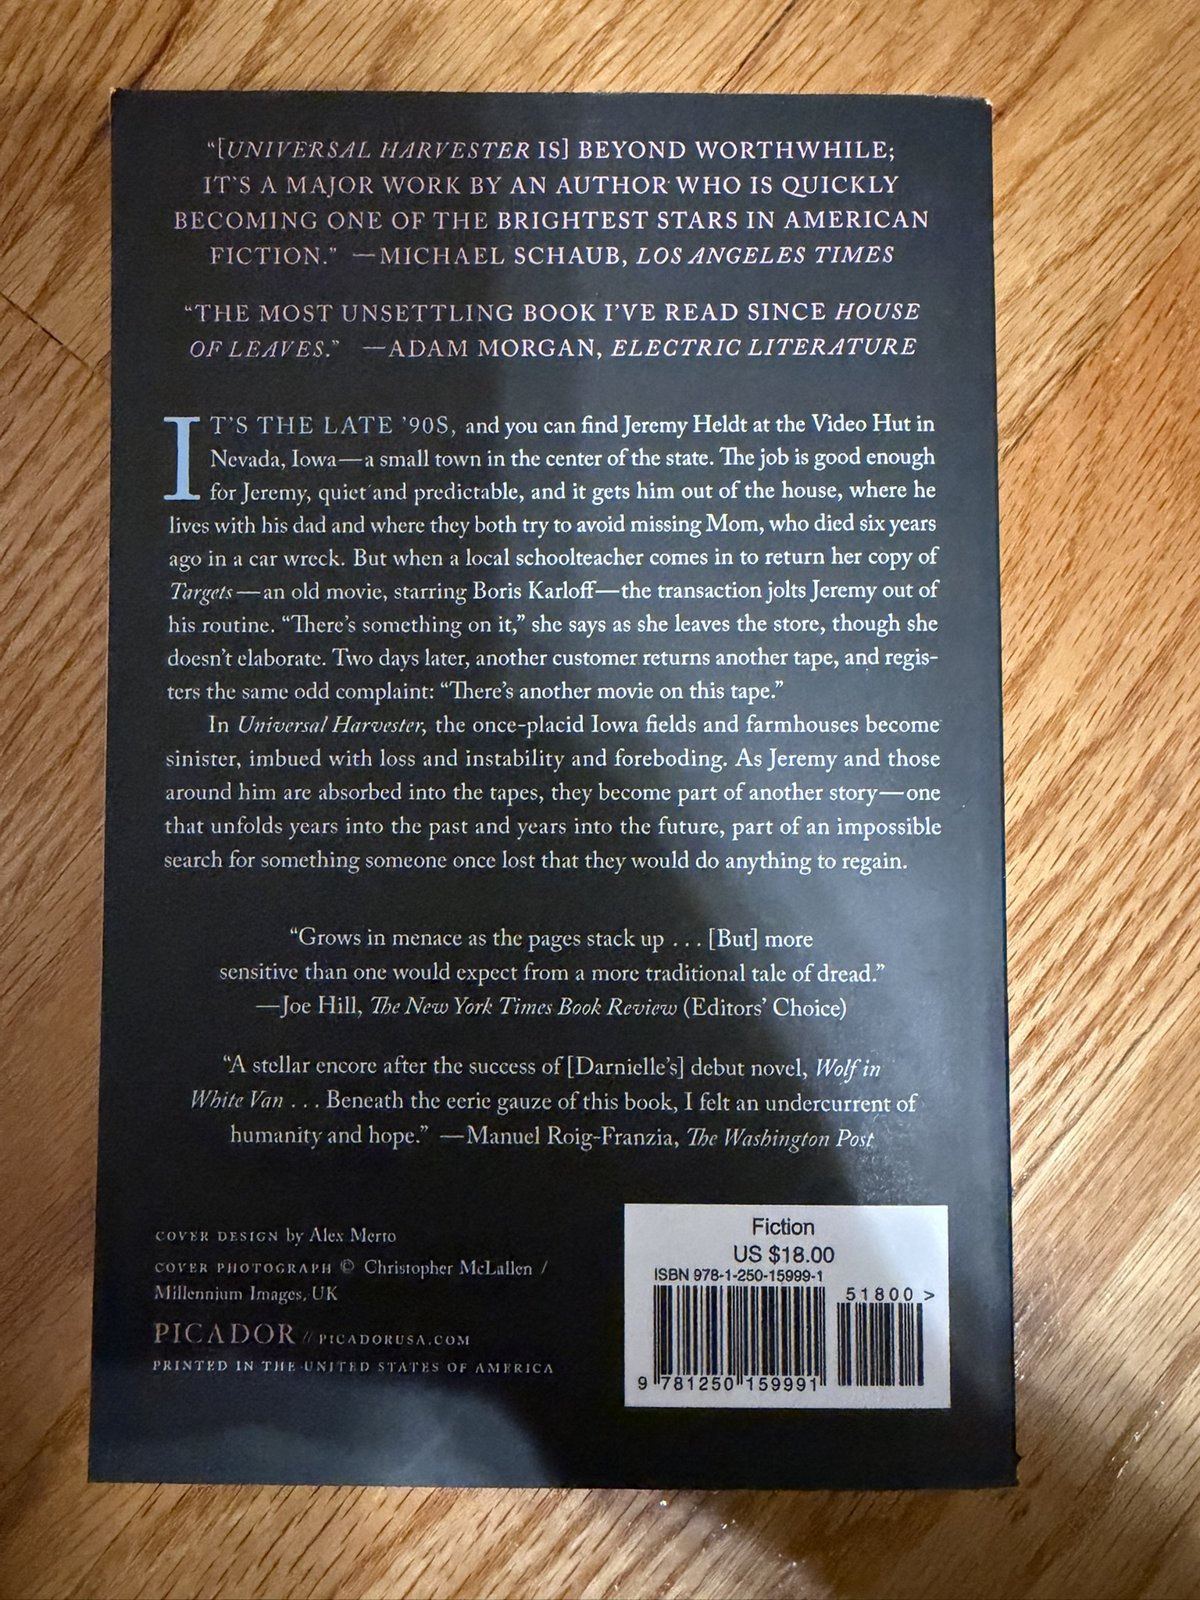 “[UNIVERSAL HARVESTER IS] BEYOND WORTHWHILE;
IT’S A MAJOR WORK BY AN AUTHOR WHO IS QUICKLY
BECOMING ONE OF THE BRIGHTEST STARS IN AMERICAN
FICTION.” —MICHAEL SCHAUB, LOS ANGELES TIMES
“THE MOST UNSETTLING BOOK I’VE READ SINCE HOUSE
OF LEAVES.” —ADAM MORGAN, ELECTRIC LITERATURE
IT’S THE LATE ’90S, and you can find Jeremy Heldt at the Video Hut in
Nevada, Iowa—a small town in the center of the state. The job is good enough
for Jeremy, quiet and predictable, and it gets him out of the house, where he
lives with his dad and where they both try to avoid missing Mom, who died six years
ago in a car wreck. But when a local schoolteacher comes in to return her copy of
Targets—an old movie, starring Boris Karloff—the transaction jolts Jeremy out of
his routine. “There’s something on it,” she says as she leaves the store, though she
doesn’t elaborate. Two days later, another customer returns another tape, and regis-
ters the same odd complaint: “There’s another movie on this tape.”
In Universal Harvester, the once-placid Iowa fields and farmhouses become
sinister, imbued with loss and instability and foreboding. As Jeremy and those
around him are absorbed into the tapes, they become part of another story—one
that unfolds years into the past and years into the future, part of an impossible
search for something someone once lost that they would do anything to regain.
“Grows in menace as the pages stack up . . . [But] more
sensitive than one would expect from a more traditional tale of dread.”
—Joe Hill, The New York Times Book Review (Editors’ Choice)
“A stellar encore after the success of [Darnielle’s] debut novel, Wolf in
White Van . . . Beneath the eerie gauze of this book, I felt an undercurrent of
humanity and hope.” —Manuel Roig-Franzia, The Washington Post
COVER DESIGN by Alex Merto
COVER PHOTOGRAPH © Christopher McLallen /
Millennium Images, UK
PICADOR // PICADORUSA.COM
PRINTED IN THE UNITED STATES OF AMERICA
Fiction
US $18.00
ISBN 978-1-250-15999-1
51800 >
9 781250 159991